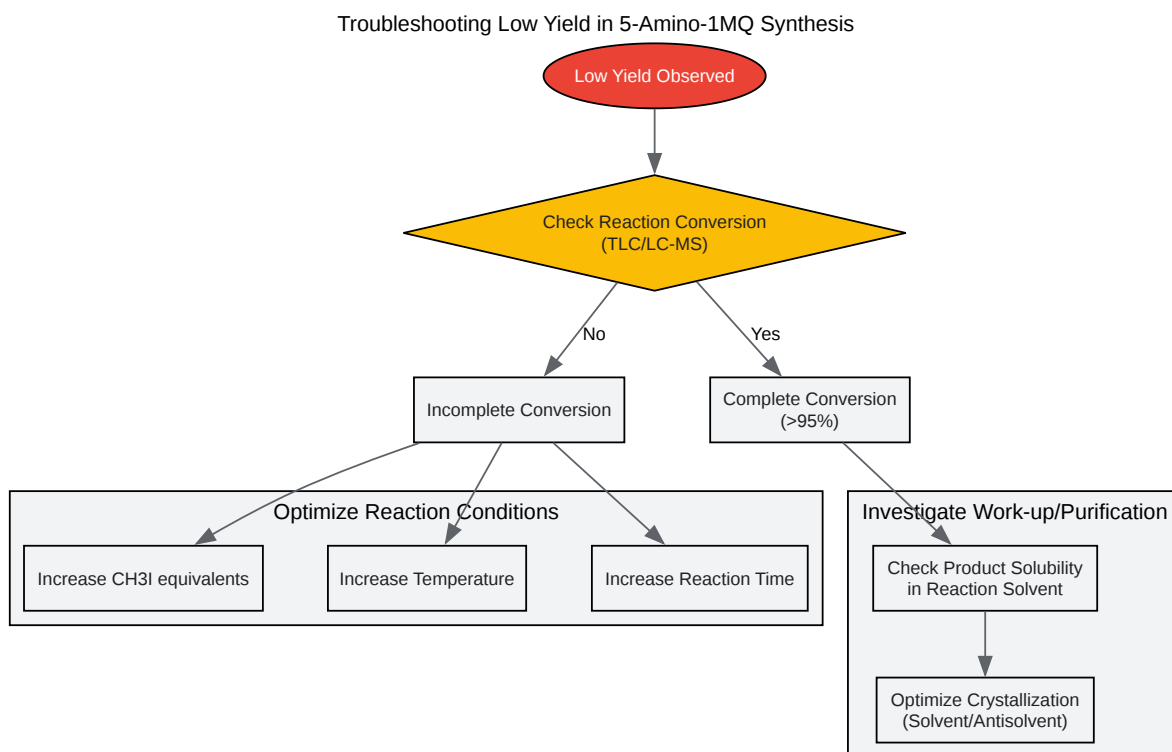 Troubleshooting Low Yield in 5-Amino-1MQ Synthesis
Low Yield Observed
Check Reaction Conversion
(TLC/LC-MS)
No
Yes
Incomplete Conversion
Complete Conversion
(>95%)
Optimize Reaction Conditions
Increase CH3I equivalents
Increase Temperature
Increase Reaction Time
Investigate Work-up/Purification
Check Product Solubility
in Reaction Solvent
Optimize Crystallization
(Solvent/Antisolvent)